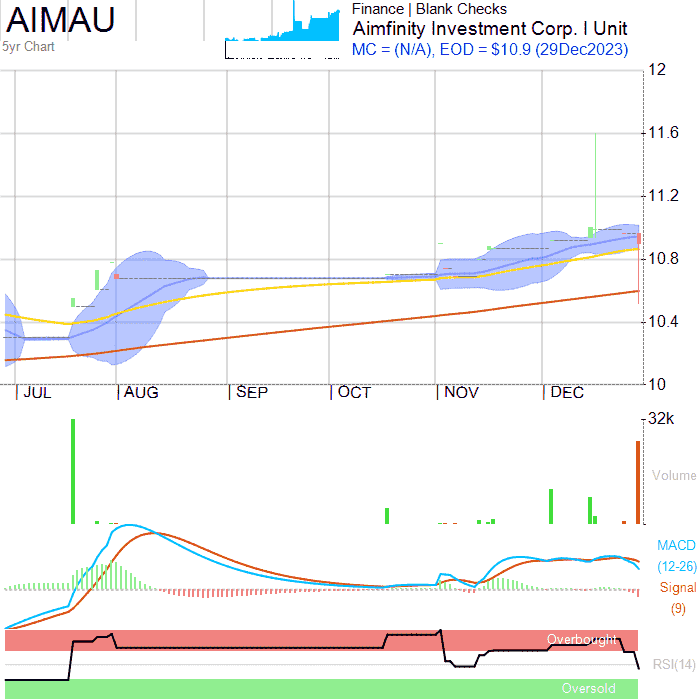 AIMAU
5yr Chart
Finance | Blank Checks
Aimfinity Investment Corp. I Unit
MC = (N/A), EOD = $10.9 (29Dec2023)
12
11.6
11.2
10.8
10.4
10
JUL AUG SEP OCT NOV DEC
32k
Volume
MACD
(12-26)
Signal
(9)
Overbought
RSI(14)
Oversold